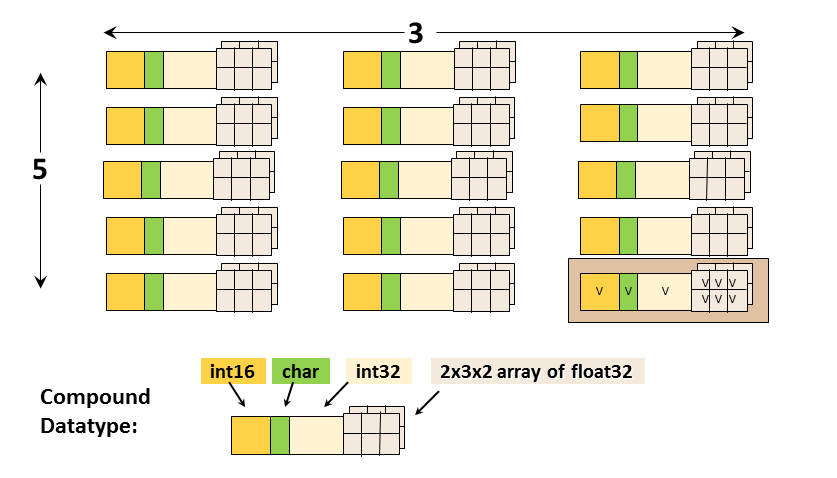 3
5
V V V V V V
V V V
int16 char int32 2x3x2 array of float32
Compound
Datatype: